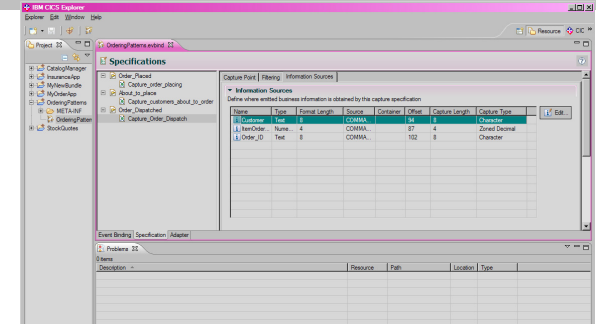 IBM CICS Explorer
Explorer Edit Window Help
Resource CIC »
Project
OrderingPatterns.evbind
Specifications
CatalogManager
InsuranceApp
MyNewBundle
MyOrderApp
OrderingPatterns
META-INF
OrderingPatter
StockQuotes
Order_Placed
Capture_order_placing
About_to_place
Capture_customers_about_to_order
Order_Dispatched
Capture_Order_Dispatch
Capture Point Filtering Information Sources
Information Sources
Define where emitted business information is obtained by this capture specification
Name Type Format Length Source Container Offset Capture Length Capture Type
Customer Text 8 COMMA... 94 8 Character
ItemOrder... Nume... 4 COMMA... 87 4 Zoned Decimal
Order_ID Text 8 COMMA... 102 8 Character
Edit...
Event Binding Specification Adapter
Problems
0 items
Description Resource Path Location Type